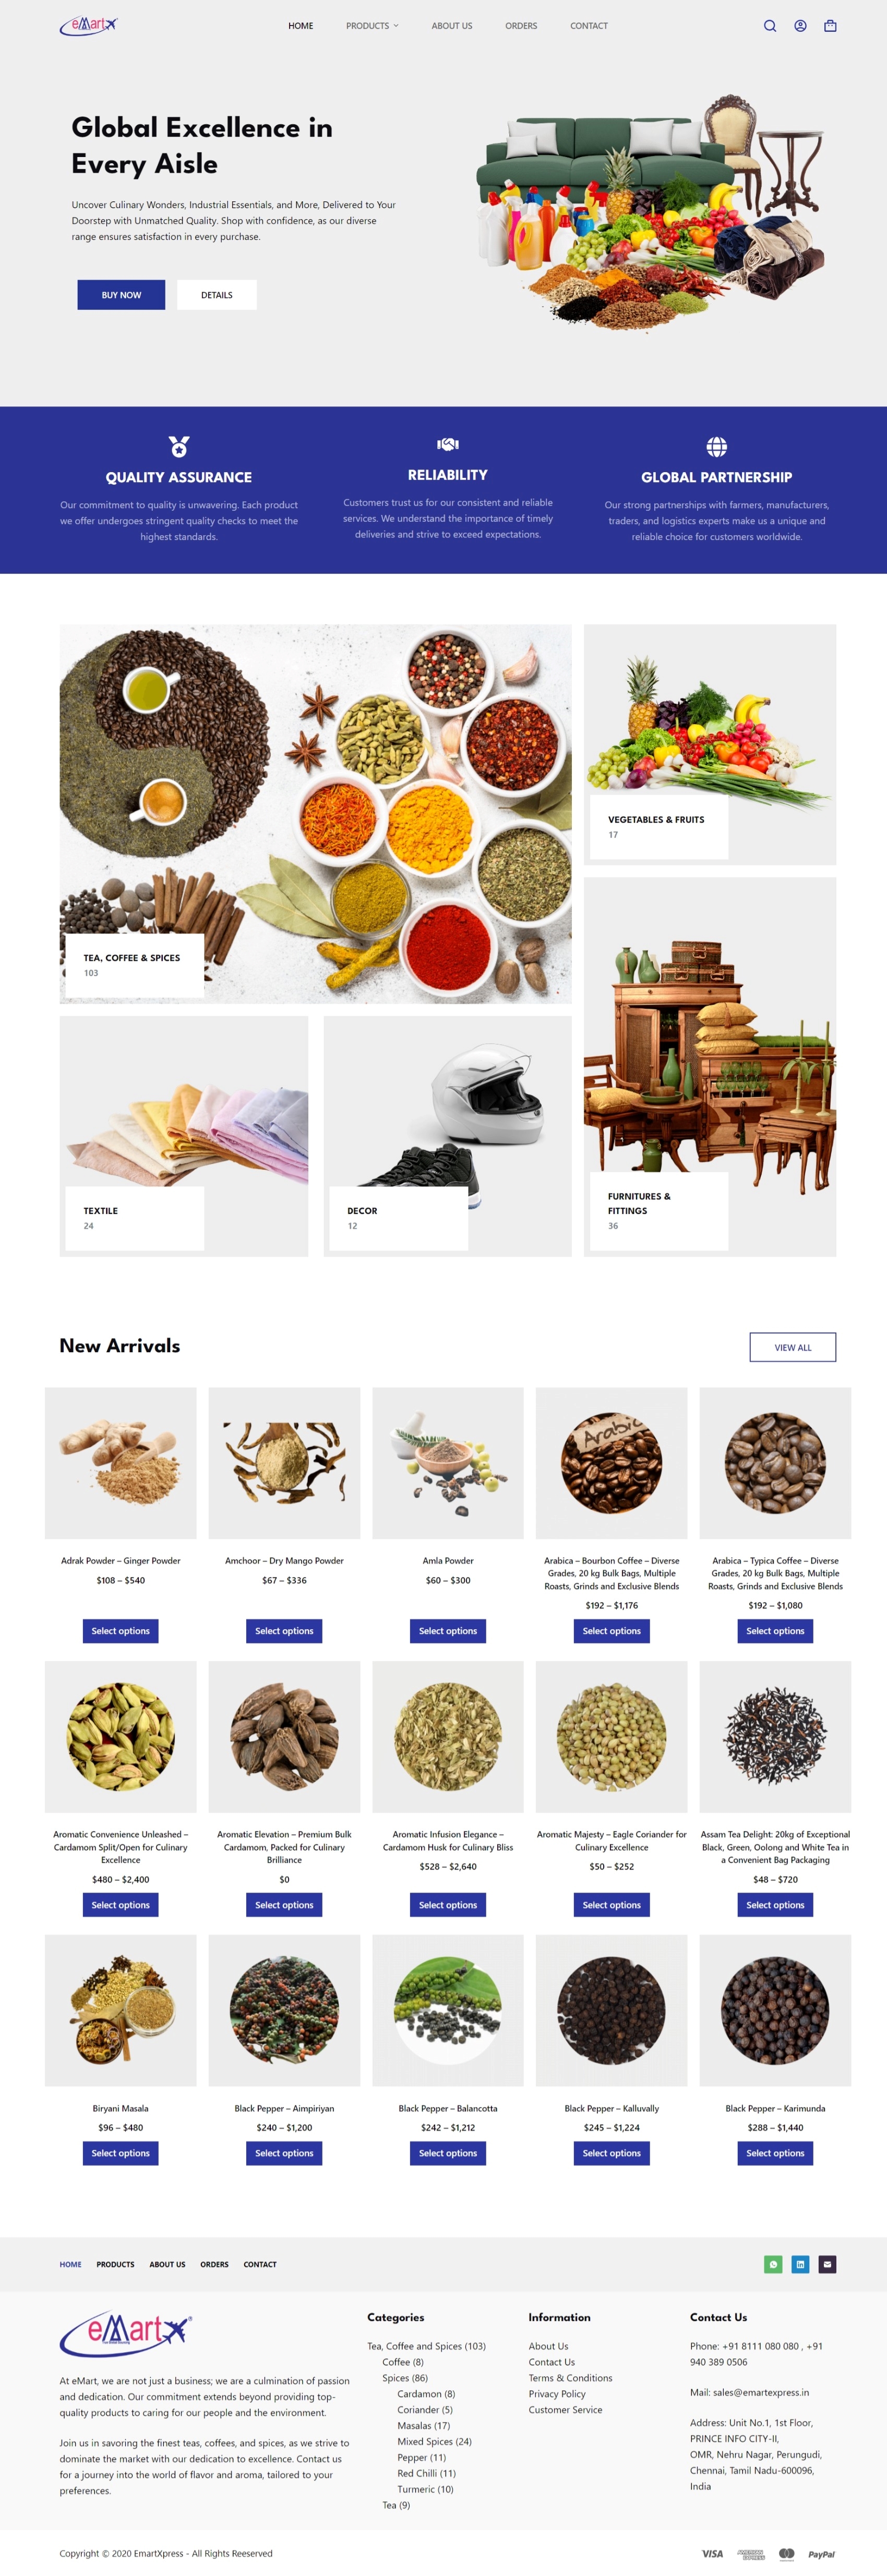 eMart
HOME
PRODUCTS
ABOUT US
ORDERS
CONTACT
Global Excellence in
Every Aisle
Uncover Culinary Wonders, Industrial Essentials, and More, Delivered to Your
Doorstep with Unmatched Quality. Shop with confidence, as our diverse
range ensures satisfaction in every purchase.
BUY NOW
DETAILS
QUALITY ASSURANCE
Our commitment to quality is unwavering. Each product
we offer undergoes stringent quality checks to meet the
highest standards.
RELIABILITY
Customers trust us for our consistent and reliable
services. We understand the importance of timely
deliveries and strive to exceed expectations.
GLOBAL PARTNERSHIP
Our strong partnerships with farmers, manufacturers,
traders, and logistics experts make us a unique and
reliable choice for customers worldwide.
TEA, COFFEE & SPICES
103
VEGETABLES & FRUITS
17
TEXTILE
24
DECOR
12
FURNITURES &
FITTINGS
36
New Arrivals
VIEW ALL
Arabic
Adrak Powder – Ginger Powder
$108 – $540
Select options
Amchoor – Dry Mango Powder
$67 – $336
Select options
Amla Powder
$60 – $300
Select options
Arabica – Bourbon Coffee – Diverse
Grades, 20 kg Bulk Bags, Multiple
Roasts, Grinds and Exclusive Blends
$192 – $1,176
Select options
Arabica – Typica Coffee – Diverse
Grades, 20 kg Bulk Bags, Multiple
Roasts, Grinds and Exclusive Blends
$192 – $1,080
Select options
Aromatic Convenience Unleashed –
Cardamom Split/Open for Culinary
Excellence
$480 – $2,400
Select options
Aromatic Elevation – Premium Bulk
Cardamom, Packed for Culinary
Brilliance
$0
Select options
Aromatic Infusion Elegance –
Cardamom Husk for Culinary Bliss
$528 – $2,640
Select options
Aromatic Majesty – Eagle Coriander for
Culinary Excellence
$50 – $252
Select options
Assam Tea Delight: 20kg of Exceptional
Black, Green, Oolong and White Tea in
a Convenient Bag Packaging
$48 – $720
Select options
Biryani Masala
$96 – $480
Select options
Black Pepper – Aimpiriyan
$240 – $1,200
Select options
Black Pepper – Balancotta
$242 – $1,212
Select options
Black Pepper – Kalluvally
$245 – $1,224
Select options
Black Pepper – Karimunda
$288 – $1,440
Select options
HOME
PRODUCTS
ABOUT US
ORDERS
CONTACT
eMart
At eMart, we are not just a business; we are a culmination of passion
and dedication. Our commitment extends beyond providing top-
quality products to caring for our people and the environment.
Join us in savoring the finest teas, coffees, and spices, as we strive to
dominate the market with our dedication to excellence. Contact us
for a journey into the world of flavor and aroma, tailored to your
preferences.
Categories
Tea, Coffee and Spices (103)
Coffee (8)
Spices (86)
Cardamon (8)
Coriander (5)
Masalas (17)
Mixed Spices (24)
Pepper (11)
Red Chilli (11)
Turmeric (10)
Tea (9)
Information
About Us
Contact Us
Terms & Conditions
Privacy Policy
Customer Service
Contact Us
Phone: +91 8111 080 080 , +91
940 389 0506
Mail: sales@emartexpress.in
Address: Unit No.1, 1st Floor,
PRINCE INFO CITY-II,
OMR, Nehru Nagar, Perungudi,
Chennai, Tamil Nadu-600096,
India
Copyright © 2020 EmartXpress - All Rights Reeserved
VISA
AMERICAN EXPRESS
PayPal